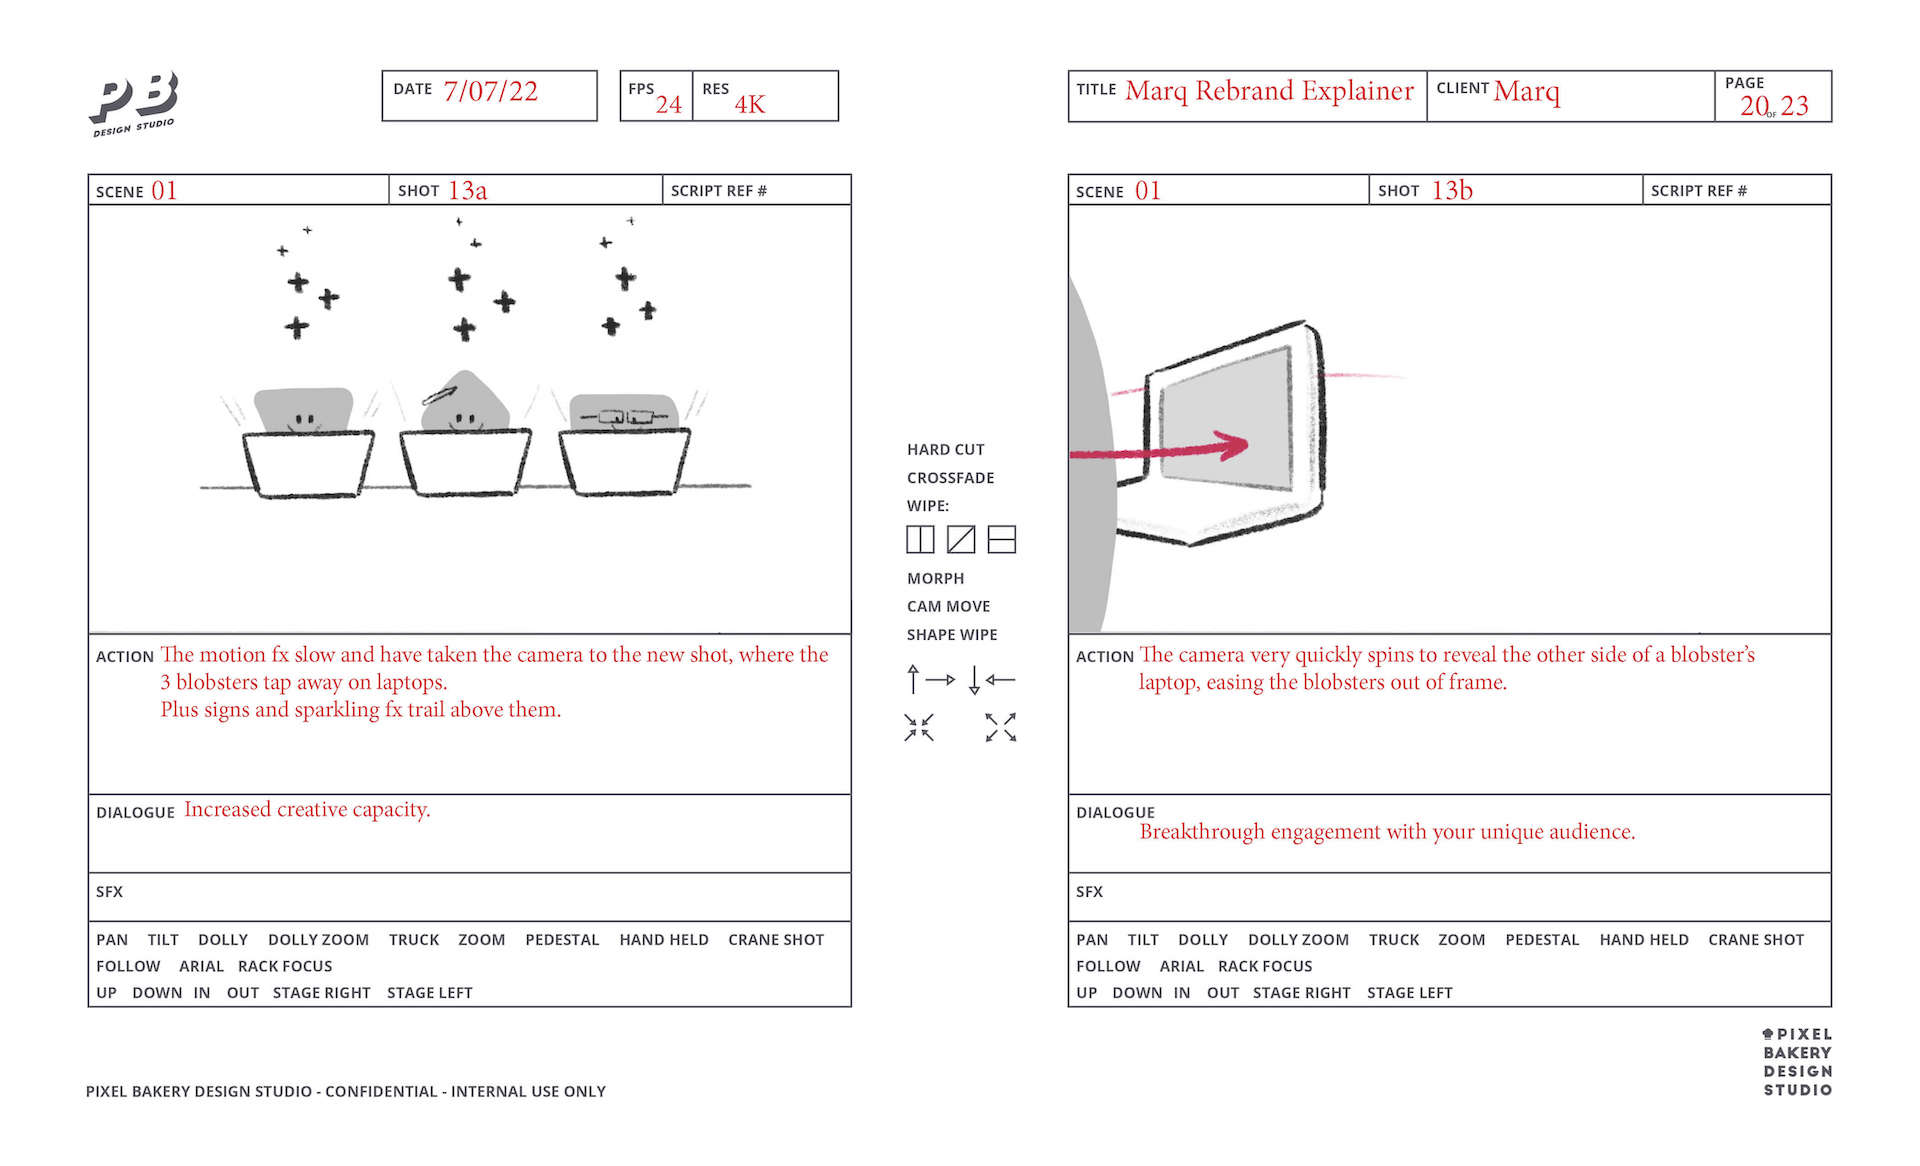 PB
DESIGN STUDIO
DATE 7/07/22
FPS 24
RES 4K
TITLE Marq Rebrand Explainer
CLIENT Marq
PAGE 20 OF 23
SCENE 01
SHOT 13a
SCRIPT REF #
ACTION The motion fx slow and have taken the camera to the new shot, where the
3 blobsters tap away on laptops.
Plus signs and sparkling fx trail above them.
DIALOGUE Increased creative capacity.
SFX
PAN TILT DOLLY DOLLY ZOOM TRUCK ZOOM PEDESTAL HAND HELD CRANE SHOT
FOLLOW ARIAL RACK FOCUS
UP DOWN IN OUT STAGE RIGHT STAGE LEFT
HARD CUT
CROSSFADE
WIPE:
MORPH
CAM MOVE
SHAPE WIPE
SCENE 01
SHOT 13b
SCRIPT REF #
ACTION The camera very quickly spins to reveal the other side of a blobster's
laptop, easing the blobsters out of frame.
DIALOGUE
Breakthrough engagement with your unique audience.
SFX
PAN TILT DOLLY DOLLY ZOOM TRUCK ZOOM PEDESTAL HAND HELD CRANE SHOT
FOLLOW ARIAL RACK FOCUS
UP DOWN IN OUT STAGE RIGHT STAGE LEFT
PIXEL
BAKERY
DESIGN
STUDIO
PIXEL BAKERY DESIGN STUDIO - CONFIDENTIAL - INTERNAL USE ONLY